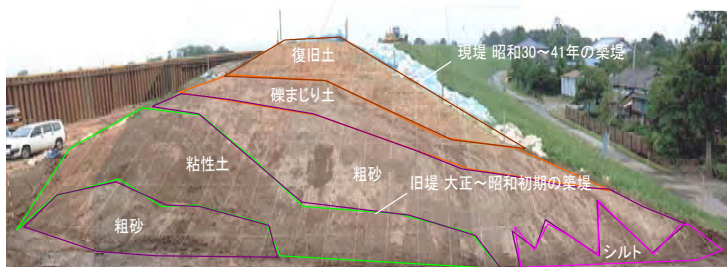 復旧土
現堤 昭和30～41年の築堤
礫まじり土
粘性土
粗砂
旧堤 大正～昭和初期の築堤
粗砂
シルト